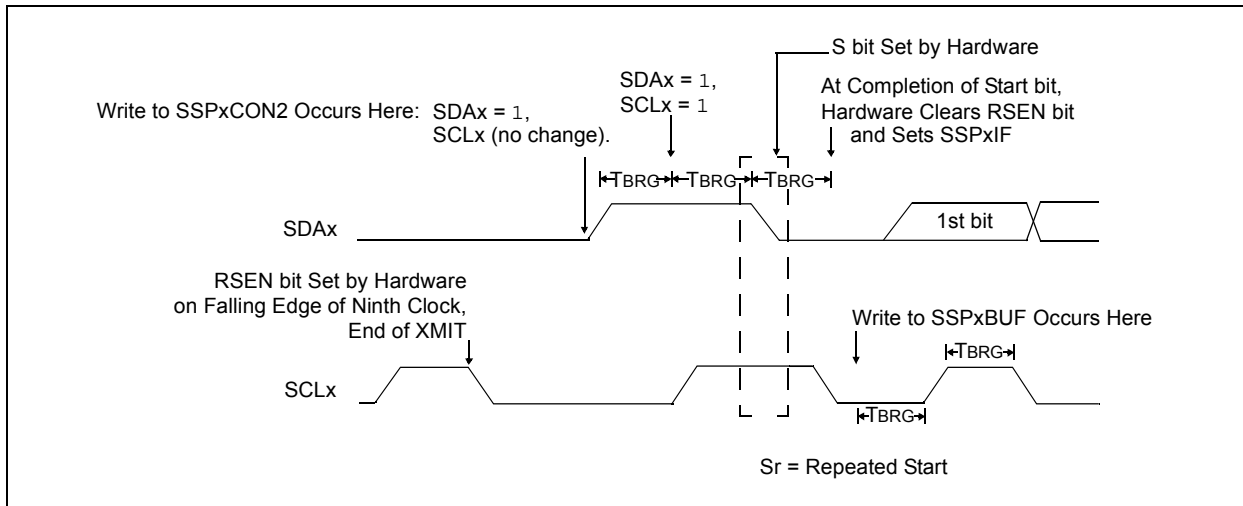 S bit Set by Hardware
SDAx = 1,
SCLx = 1
At Completion of Start bit,
Hardware Clears RSEN bit
and Sets SSPxIF
Write to SSPxCON2 Occurs Here:
SDAx = 1,
SCLx (no change).
TBRG
TBRG
TBRG
SDAx
1st bit
RSEN bit Set by Hardware
on Falling Edge of Ninth Clock,
End of XMIT
Write to SSPxBUF Occurs Here
TBRG
SCLx
TBRG
Sr = Repeated Start